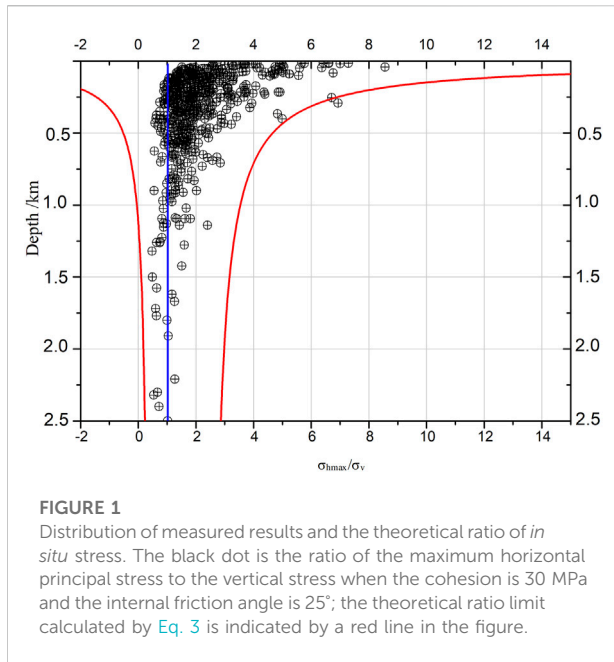 -2 0 2 4 6 8 10 12 14
0.5 0.5
1.0 1.0
1.5 1.5
2.0 2.0
2.5 2.5
Depth /km
-2 0 2 4 6 8 10 12 14
σhmax/σv
FIGURE 1
Distribution of measured results and the theoretical ratio of in
situ stress. The black dot is the ratio of the maximum horizontal
principal stress to the vertical stress when the cohesion is 30 MPa
and the internal friction angle is 25°; the theoretical ratio limit
calculated by Eq. 3 is indicated by a red line in the figure.